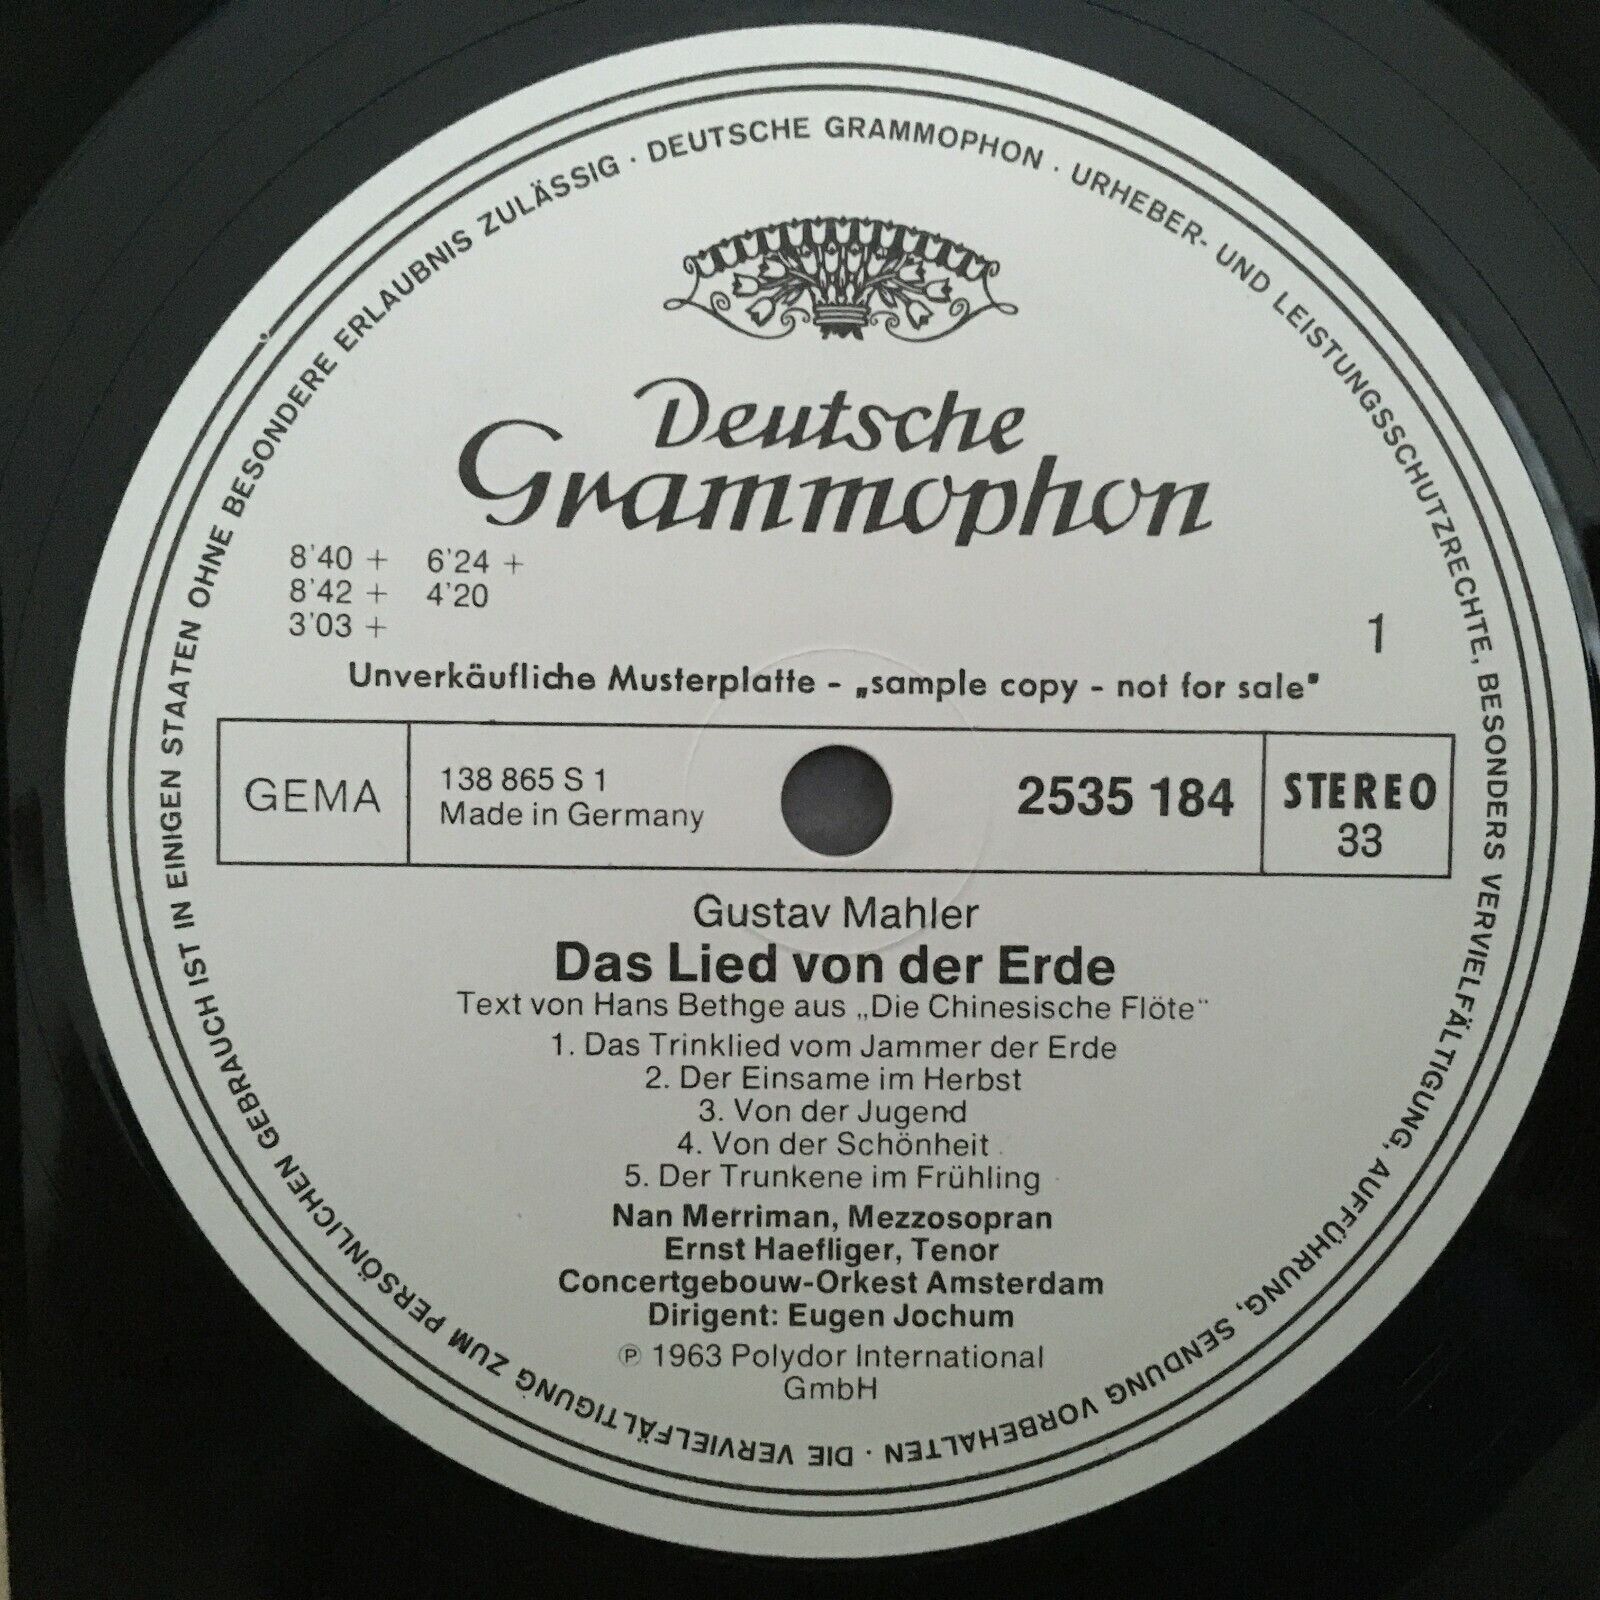 DEUTSCHE GRAMMOPHON · URHEBER- UND LEISTUNGSSCHUTZRECHTE, BESONDERS VERVIELFÄLTIGUNG, AUFFÜHRUNG, SENDUNG VORBEHALTEN · DIE VERVIELFÄLTIGUNG ZUM PERSÖNLICHEN GEBRAUCH IST IN EINIGEN STAATEN OHNE BESONDERE ERLAUBNIS ZULÄSSIG ·
Deutsche
Grammophon
8'40 + 6'24 +
8'42 + 4'20
3'03 +
1
Unverkäufliche Musterplatte - „sample copy - not for sale"
GEMA
138 865 S 1
Made in Germany
2535 184
STEREO
33
Gustav Mahler
Das Lied von der Erde
Text von Hans Bethge aus „Die Chinesische Flöte“
1. Das Trinklied vom Jammer der Erde
2. Der Einsame im Herbst
3. Von der Jugend
4. Von der Schönheit
5. Der Trunkene im Frühling
Nan Merriman, Mezzosopran
Ernst Haefliger, Tenor
Concertgebouw-Orkest Amsterdam
Dirigent: Eugen Jochum
℗ 1963 Polydor International
GmbH